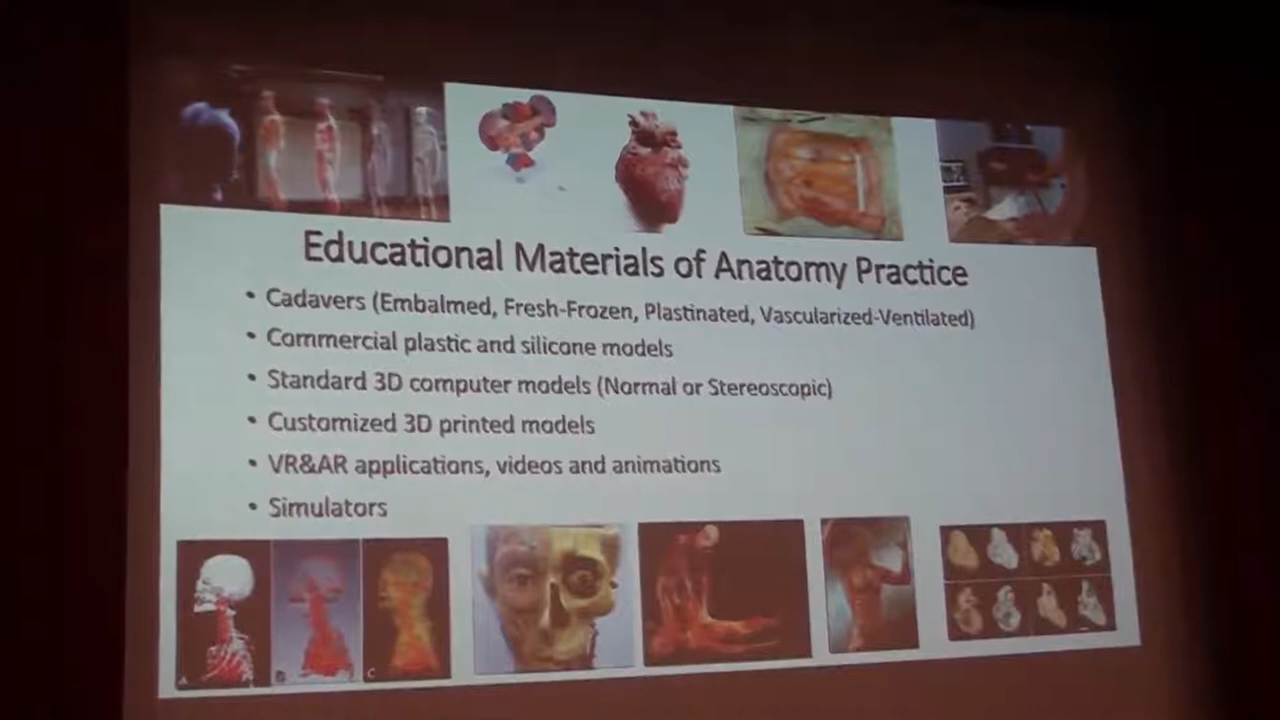 Educational Materials of Anatomy Practice
• Cadavers (Embalmed, Fresh-Frozen, Plastinated, Vascularized-Ventilated)
• Commercial plastic and silicone models
• Standard 3D computer models (Normal or Stereoscopic)
• Customized 3D printed models
• VR&AR applications, videos and animations
• Simulators
A B C